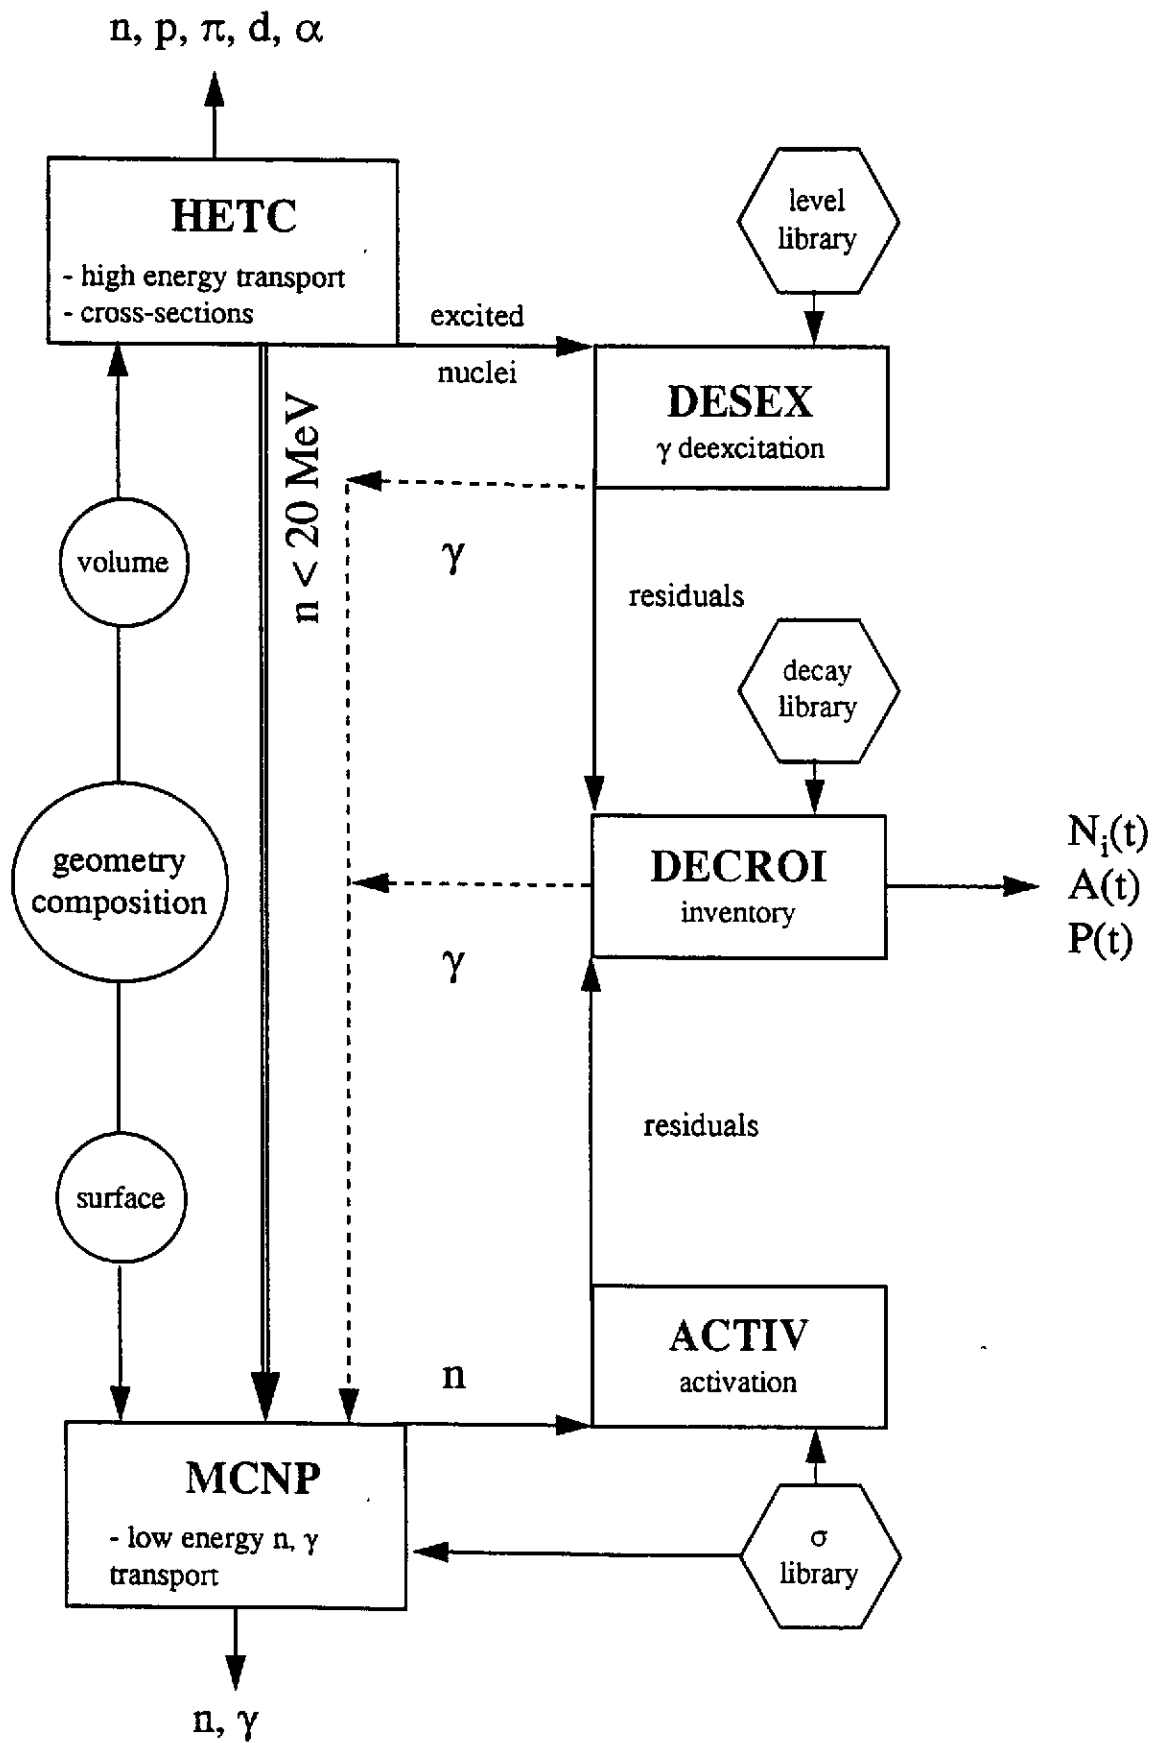 n, p, π, d, α
HETC
- high energy transport
- cross-sections
level
library
excited
nuclei
DESEX
γ deexcitation
n < 20 MeV
volume
γ
residuals
decay
library
geometry
composition
DECROI
inventory
N_i(t)
A(t)
P(t)
γ
residuals
surface
ACTIV
activation
n
MCNP
- low energy n, γ
transport
σ
library
n, γ